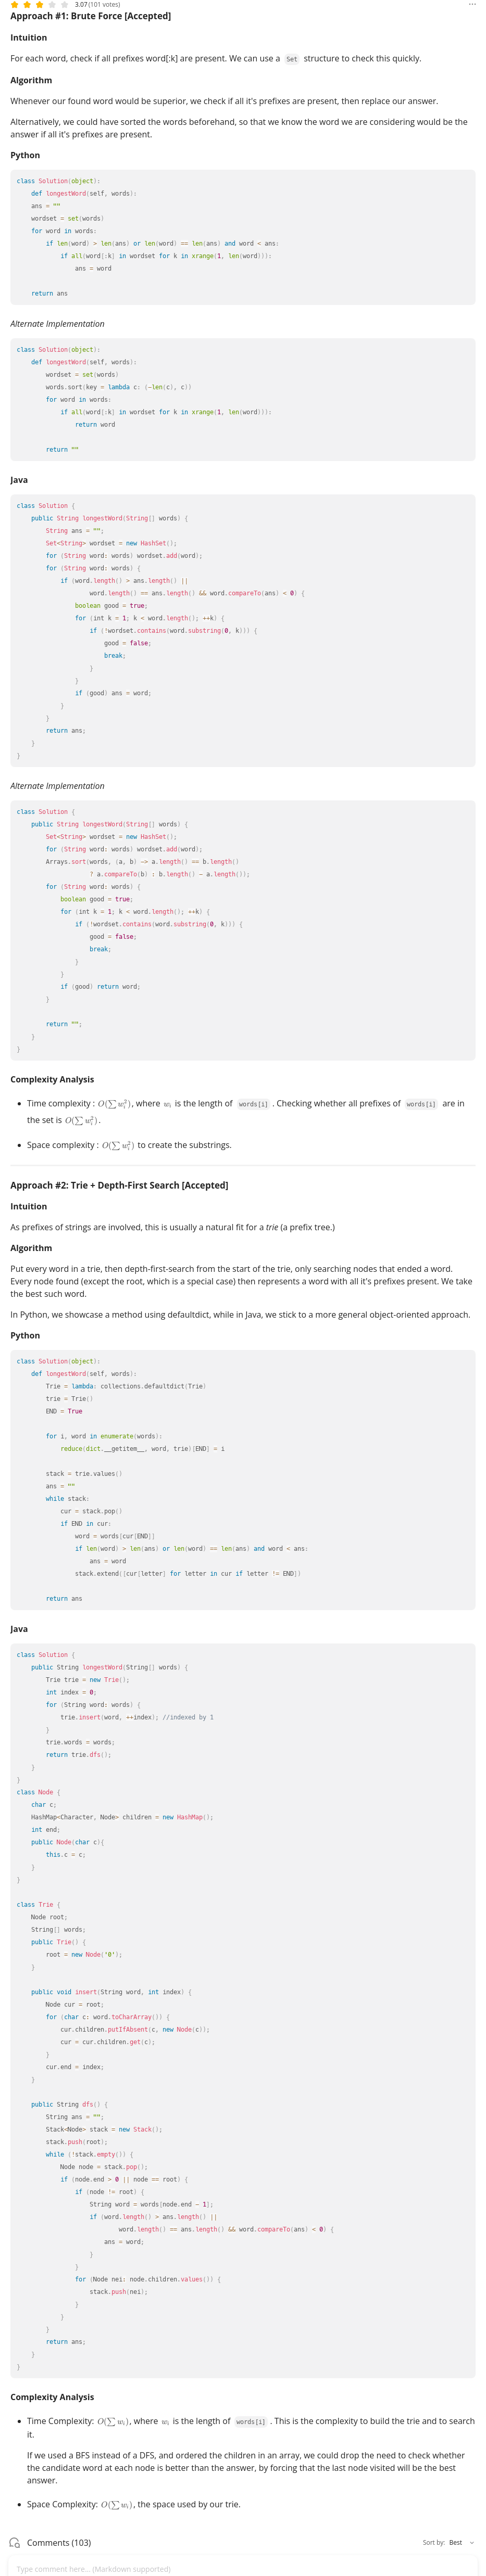 3.07 (101 votes)
Approach #1: Brute Force [Accepted]
Intuition
For each word, check if all prefixes word[:k] are present. We can use a Set structure to check this quickly.
Algorithm
Whenever our found word would be superior, we check if all it's prefixes are present, then replace our answer.
Alternatively, we could have sorted the words beforehand, so that we know the word we are considering would be the
answer if all it's prefixes are present.
Python
class Solution(object):
    def longestWord(self, words):
    ans = ""
    wordset = set(words)
    for word in words:
        if len(word) > len(ans) or len(word) == len(ans) and word < ans:
            if all(word[:k] in wordset for k in xrange(1, len(word))):
                ans = word
    return ans
Alternate Implementation
class Solution(object):
    def longestWord(self, words):
        wordset = set(words)
        words.sort(key = lambda c: (-len(c), c))
        for word in words:
            if all(word[:k] in wordset for k in xrange(1, len(word))):
                return word
        return ""
Java
class Solution {
    public String longestWord(String[] words) {
        String ans = "";
        Set<String> wordset = new HashSet();
        for (String word: words) wordset.add(word);
        for (String word: words) {
            if (word.length() > ans.length() ||
                    word.length() == ans.length() && word.compareTo(ans) < 0) {
                boolean good = true;
                for (int k = 1; k < word.length(); ++k) {
                    if (!wordset.contains(word.substring(0, k))) {
                        good = false;
                        break;
                    }
                }
                if (good) ans = word;
            }
        }
        return ans;
    }
}
Alternate Implementation
class Solution {
    public String longestWord(String[] words) {
        Set<String> wordset = new HashSet();
        for (String word: words) wordset.add(word);
        Arrays.sort(words, (a, b) -> a.length() == b.length()
                    ? a.compareTo(b) : b.length() - a.length());
        for (String word: words) {
            boolean good = true;
            for (int k = 1; k < word.length(); ++k) {
                if (!wordset.contains(word.substring(0, k))) {
                    good = false;
                    break;
                }
            }
            if (good) return word;
        }
        return "";
    }
}
Complexity Analysis
• Time complexity : O(∑ w_i^2), where w_i is the length of words[i]. Checking whether all prefixes of words[i] are in
the set is O(∑ w_i^2).
• Space complexity : O(∑ w_i^2) to create the substrings.
Approach #2: Trie + Depth-First Search [Accepted]
Intuition
As prefixes of strings are involved, this is usually a natural fit for a trie (a prefix tree.)
Algorithm
Put every word in a trie, then depth-first-search from the start of the trie, only searching nodes that ended a word.
Every node found (except the root, which is a special case) then represents a word with all it's prefixes present. We take
the best such word.
In Python, we showcase a method using defaultdict, while in Java, we stick to a more general object-oriented approach.
Python
class Solution(object):
    def longestWord(self, words):
        Trie = lambda: collections.defaultdict(Trie)
        trie = Trie()
        END = True
        for i, word in enumerate(words):
            reduce(dict.__getitem__, word, trie)[END] = i
        stack = trie.values()
        ans = ""
        while stack:
            cur = stack.pop()
            if END in cur:
                word = words[cur[END]]
                if len(word) > len(ans) or len(word) == len(ans) and word < ans:
                    ans = word
                stack.extend([cur[letter] for letter in cur if letter != END])
        return ans
Java
class Solution {
    public String longestWord(String[] words) {
        Trie trie = new Trie();
        int index = 0;
        for (String word: words) {
            trie.insert(word, ++index); //indexed by 1
        }
        trie.words = words;
        return trie.dfs();
    }
}
class Node {
    char c;
    HashMap<Character, Node> children = new HashMap();
    int end;
    public Node(char c){
        this.c = c;
    }
}
class Trie {
    Node root;
    String[] words;
    public Trie() {
        root = new Node('0');
    }
    public void insert(String word, int index) {
        Node cur = root;
        for (char c: word.toCharArray()) {
            cur.children.putIfAbsent(c, new Node(c));
            cur = cur.children.get(c);
        }
        cur.end = index;
    }
    public String dfs() {
        String ans = "";
        Stack<Node> stack = new Stack();
        stack.push(root);
        while (!stack.empty()) {
            Node node = stack.pop();
            if (node.end > 0 || node == root) {
                if (node != root) {
                    String word = words[node.end - 1];
                    if (word.length() > ans.length() ||
                            word.length() == ans.length() && word.compareTo(ans) < 0) {
                        ans = word;
                    }
                }
                for (Node nei: node.children.values()) {
                    stack.push(nei);
                }
            }
        }
        return ans;
    }
}
Complexity Analysis
• Time Complexity: O(∑ w_i), where w_i is the length of words[i]. This is the complexity to build the trie and to search
it.
If we used a BFS instead of a DFS, and ordered the children in an array, we could drop the need to check whether
the candidate word at each node is better than the answer, by forcing that the last node visited will be the best
answer.
• Space Complexity: O(∑ w_i), the space used by our trie.
Comments (103)
Sort by: Best
Type comment here... (Markdown supported)